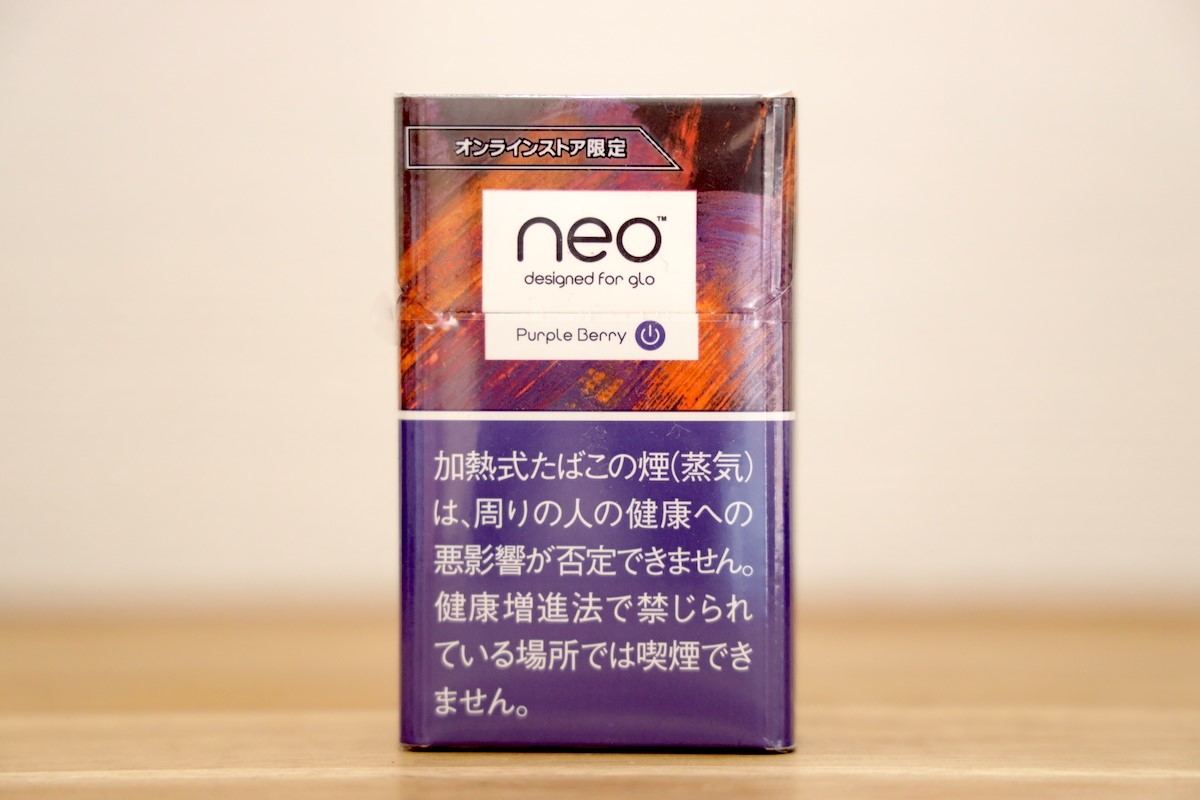 オンラインストア限定
neo™
designed for glo
Purple Berry
加熱式たばこの煙(蒸気)
は、周りの人の健康への
悪影響が否定できません。
健康増進法で禁じられ
ている場所では喫煙でき
ません。